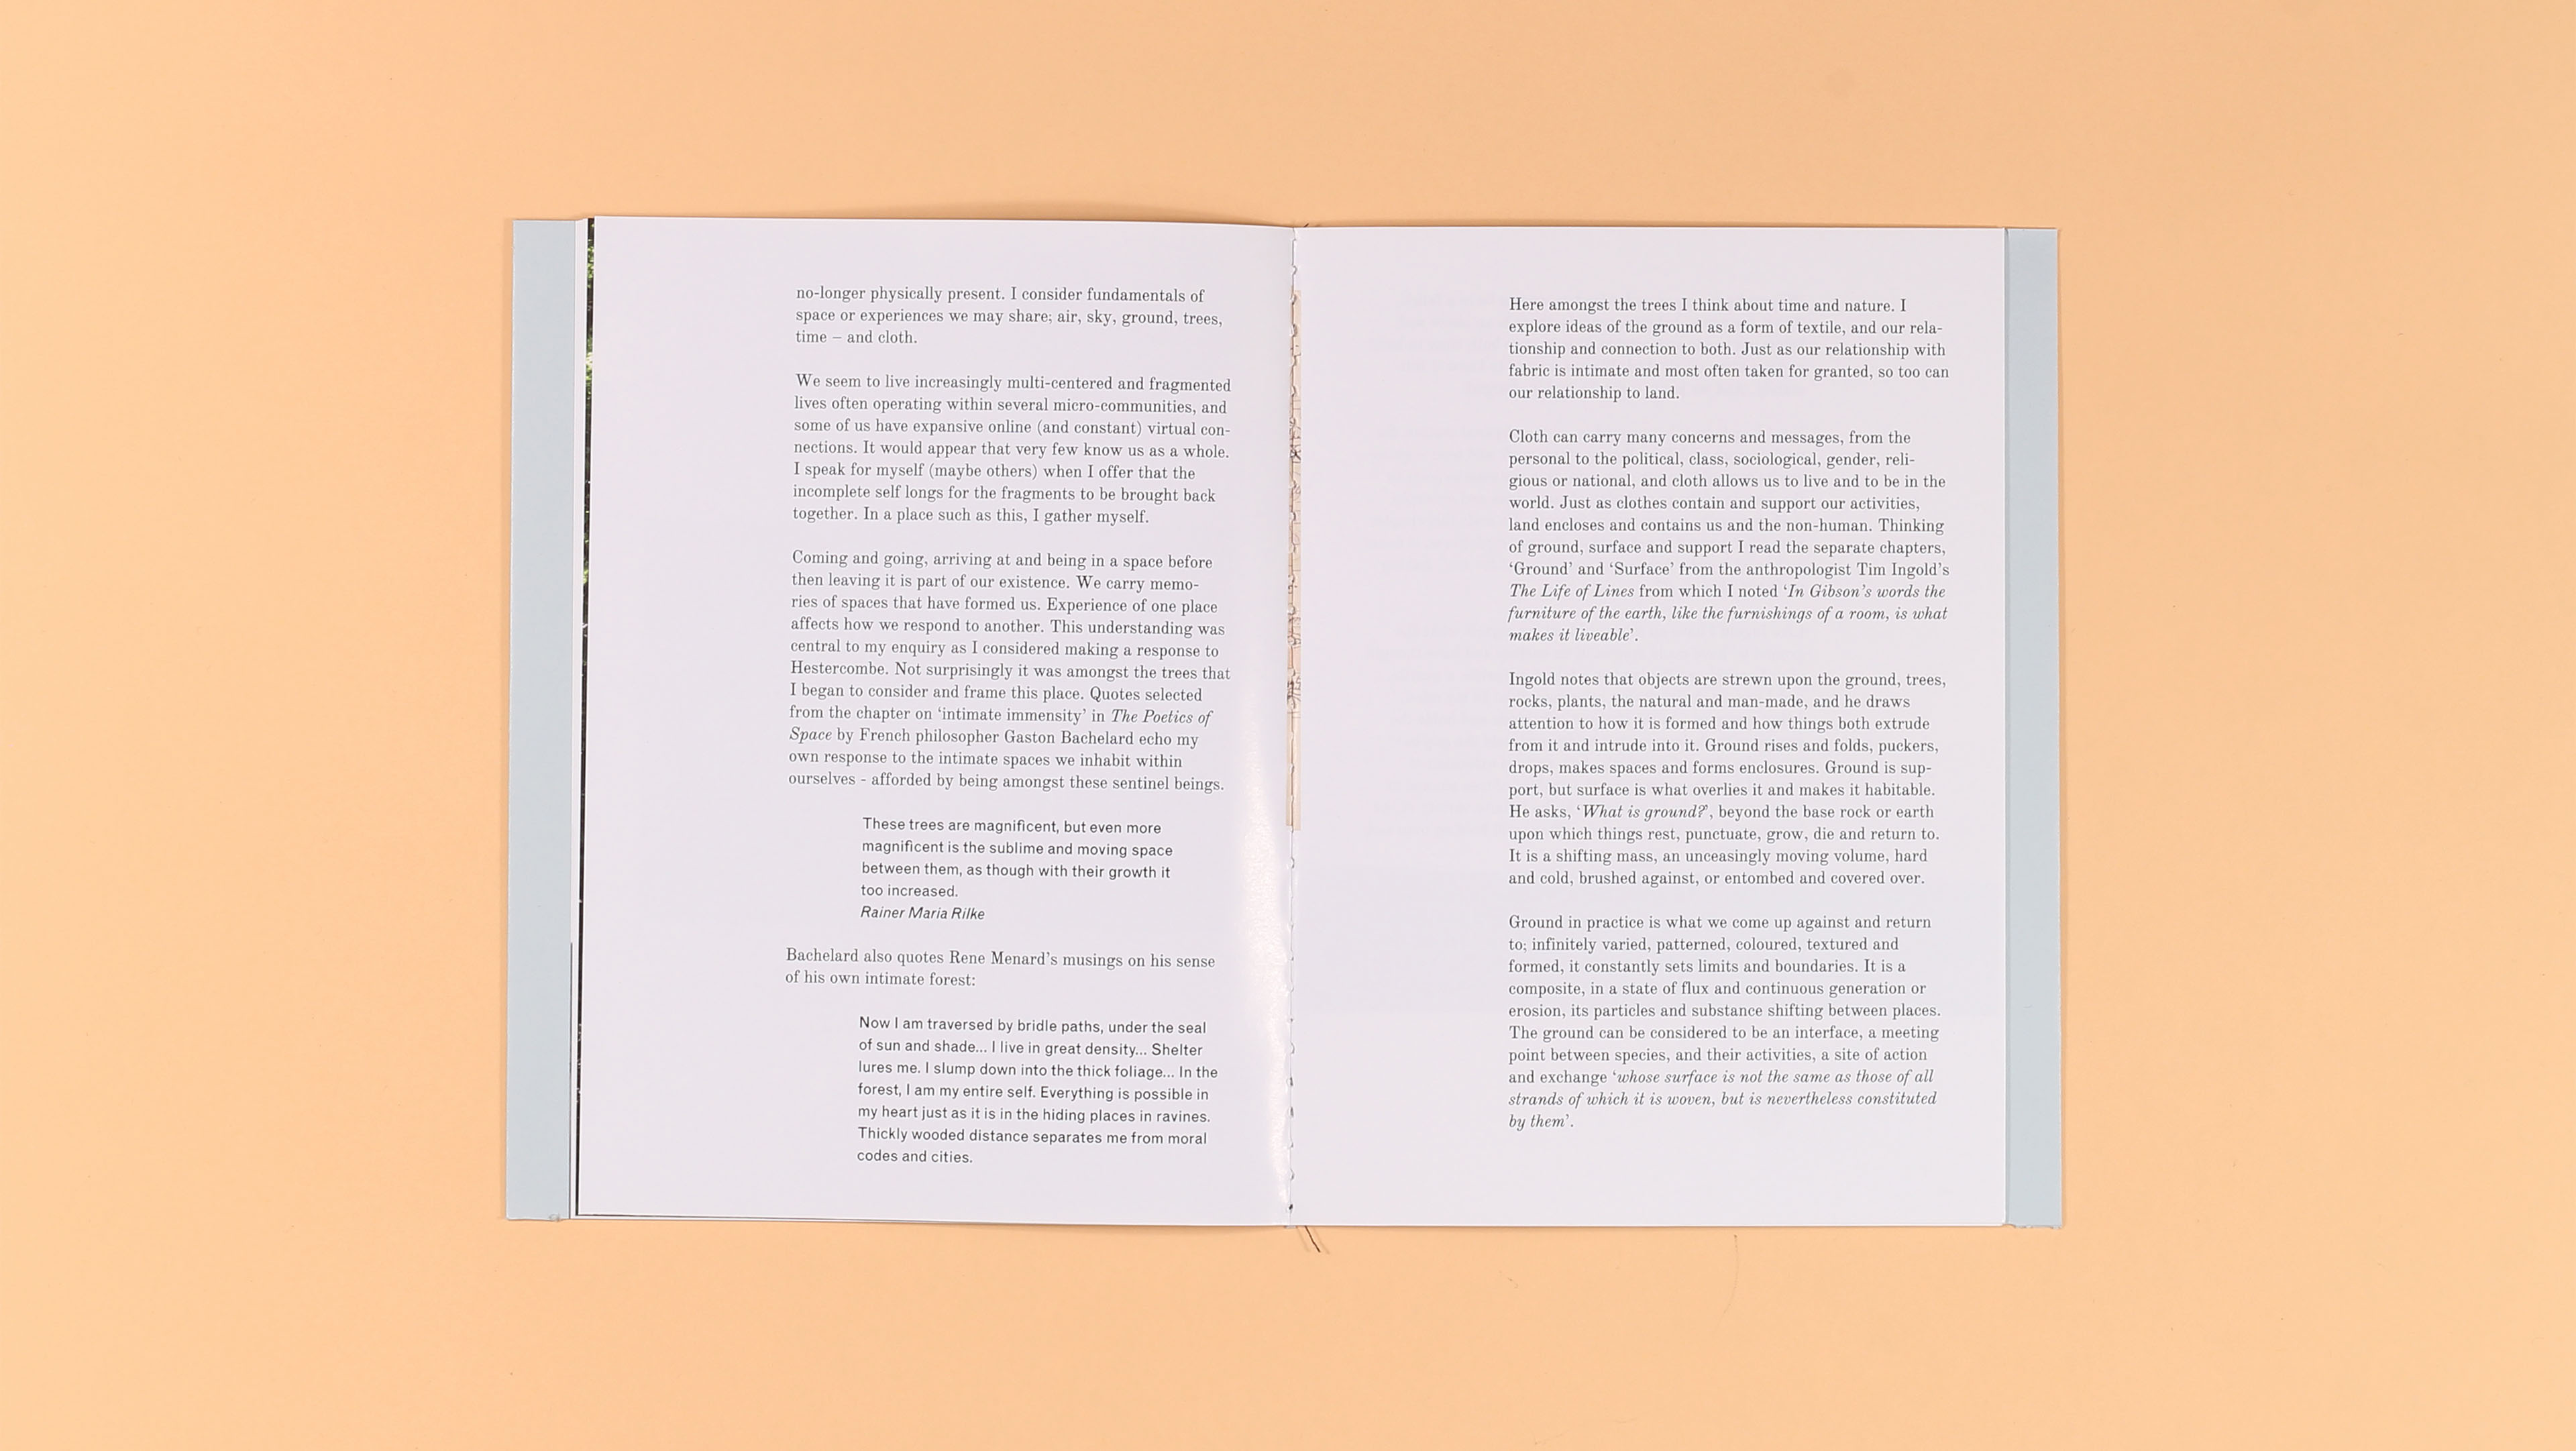 no-longer physically present. I consider fundamentals of
space or experiences we may share; air, sky, ground, trees,
time – and cloth.
We seem to live increasingly multi-centered and fragmented
lives often operating within several micro-communities, and
some of us have expansive online (and constant) virtual con-
nections. It would appear that very few know us as a whole.
I speak for myself (maybe others) when I offer that the
incomplete self longs for the fragments to be brought back
together. In a place such as this, I gather myself.
Coming and going, arriving at and being in a space before
then leaving it is part of our existence. We carry memo-
ries of spaces that have formed us. Experience of one place
affects how we respond to another. This understanding was
central to my enquiry as I considered making a response to
Hestercombe. Not surprisingly it was amongst the trees that
I began to consider and frame this place. Quotes selected
from the chapter on ‘intimate immensity’ in The Poetics of
Space by French philosopher Gaston Bachelard echo my
own response to the intimate spaces we inhabit within
ourselves - afforded by being amongst these sentinel beings.
These trees are magnificent, but even more
magnificent is the sublime and moving space
between them, as though with their growth it
too increased.
Rainer Maria Rilke
Bachelard also quotes Rene Menard’s musings on his sense
of his own intimate forest:
Now I am traversed by bridle paths, under the seal
of sun and shade... I live in great density... Shelter
lures me. I slump down into the thick foliage... In the
forest, I am my entire self. Everything is possible in
my heart just as it is in the hiding places in ravines.
Thickly wooded distance separates me from moral
codes and cities.
Here amongst the trees I think about time and nature. I
explore ideas of the ground as a form of textile, and our rela-
tionship and connection to both. Just as our relationship with
fabric is intimate and most often taken for granted, so too can
our relationship to land.
Cloth can carry many concerns and messages, from the
personal to the political, class, sociological, gender, reli-
gious or national, and cloth allows us to live and to be in the
world. Just as clothes contain and support our activities,
land encloses and contains us and the non-human. Thinking
of ground, surface and support I read the separate chapters,
‘Ground’ and ‘Surface’ from the anthropologist Tim Ingold’s
The Life of Lines from which I noted ‘In Gibson’s words the
furniture of the earth, like the furnishings of a room, is what
makes it liveable’.
Ingold notes that objects are strewn upon the ground, trees,
rocks, plants, the natural and man-made, and he draws
attention to how it is formed and how things both extrude
from it and intrude into it. Ground rises and folds, puckers,
drops, makes spaces and forms enclosures. Ground is sup-
port, but surface is what overlies it and makes it habitable.
He asks, ‘What is ground?’, beyond the base rock or earth
upon which things rest, punctuate, grow, die and return to.
It is a shifting mass, an unceasingly moving volume, hard
and cold, brushed against, or entombed and covered over.
Ground in practice is what we come up against and return
to; infinitely varied, patterned, coloured, textured and
formed, it constantly sets limits and boundaries. It is a
composite, in a state of flux and continuous generation or
erosion, its particles and substance shifting between places.
The ground can be considered to be an interface, a meeting
point between species, and their activities, a site of action
and exchange ‘whose surface is not the same as those of all
strands of which it is woven, but is nevertheless constituted
by them’.